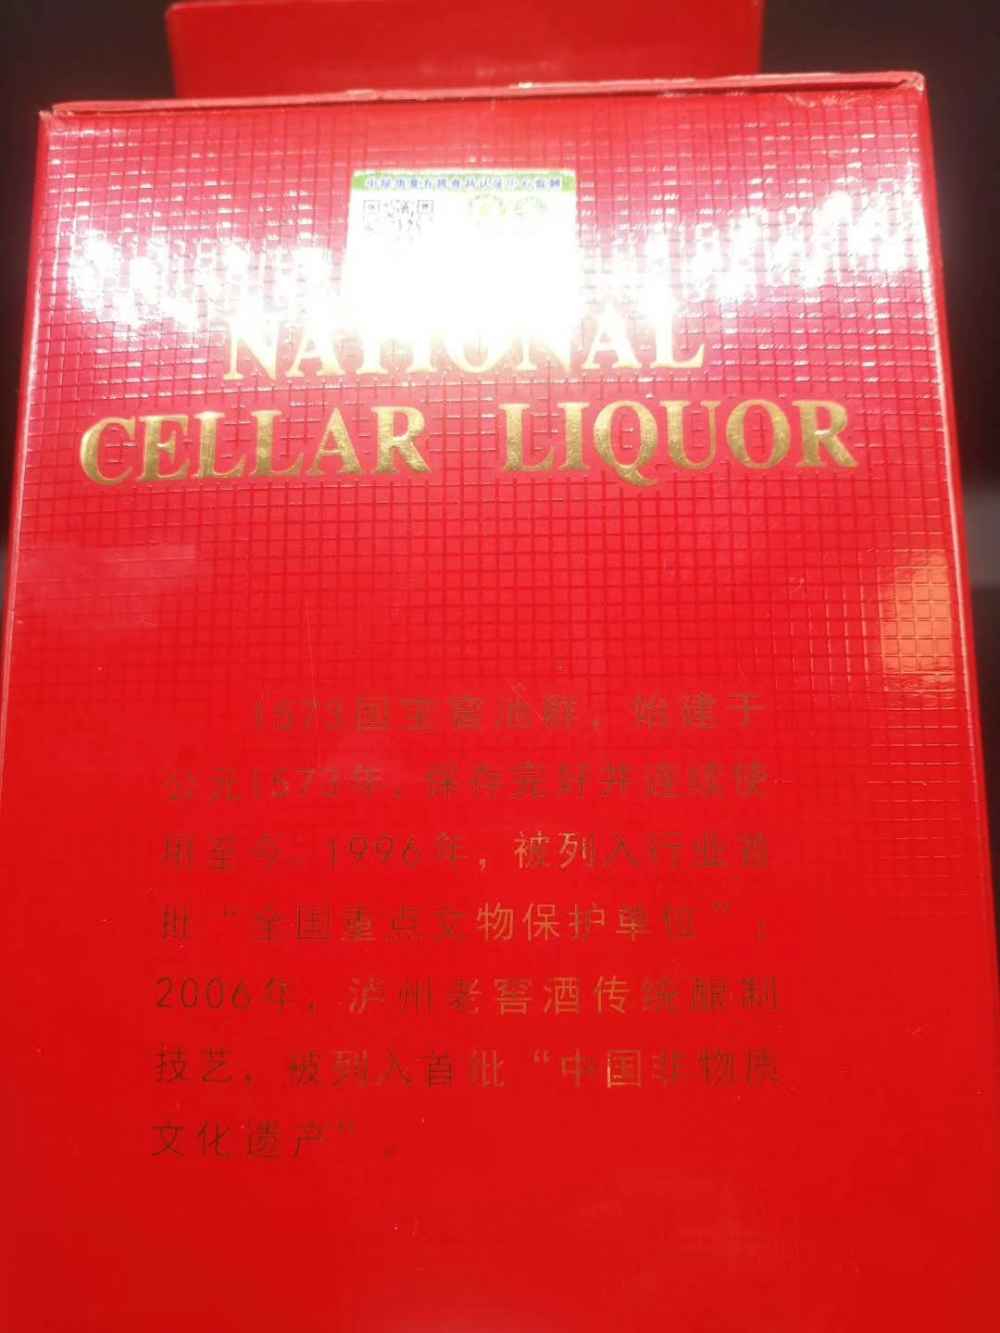 NATIONAL
CELLAR LIQUOR
1573国宝窖池群，始建于
公元1573年，保存完好并连续使
用至今。1996年，被列入行业首
批“全国重点文物保护单位”；
2006年，泸州老窖酒传统酿制
技艺，被列入首批“中国非物质
文化遗产”。